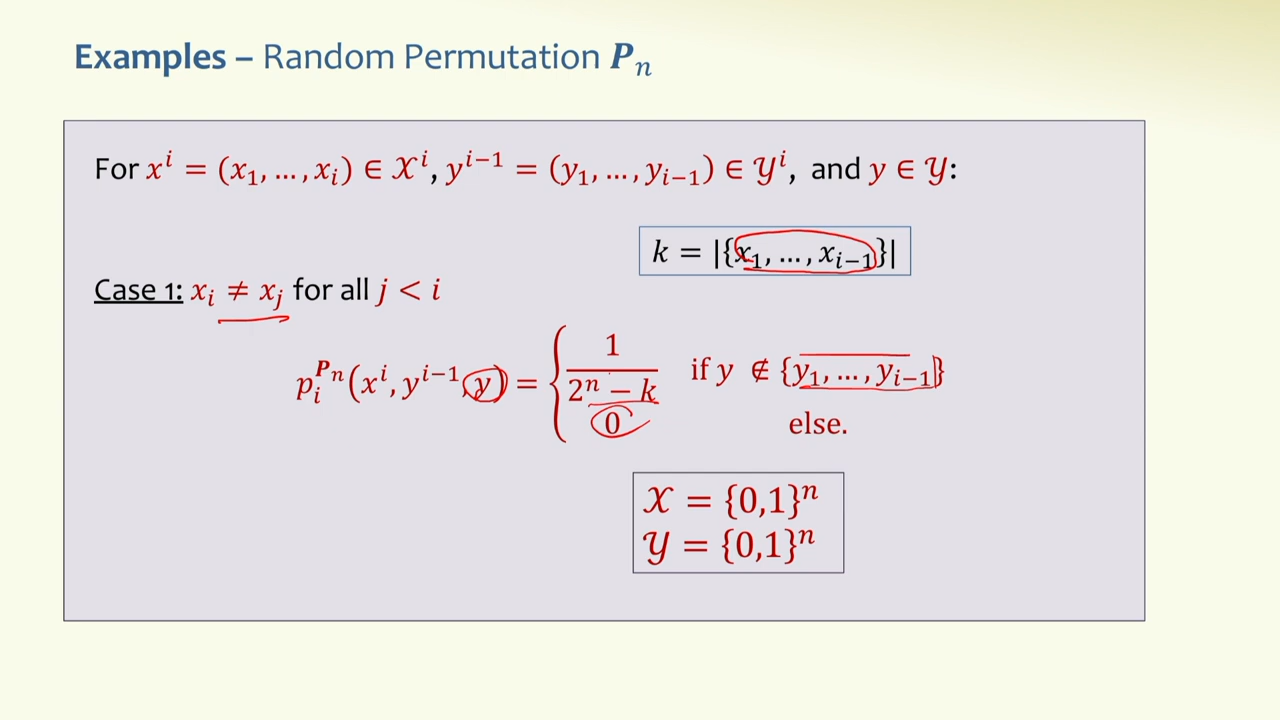 Examples – Random Permutation 𝑷ₙ
For xⁱ = (x₁, … , xᵢ) ∈ 𝒳ⁱ, yⁱ⁻¹ = (y₁, … , yᵢ₋₁) ∈ 𝒴ⁱ, and y ∈ 𝒴:
k = |{x₁, … , xᵢ₋₁}|
Case 1: xᵢ ≠ xⱼ for all j < i
pᵢ^𝑷ₙ(xⁱ, yⁱ⁻¹, y) = { 1 / (2ⁿ − k) if y ∉ {y₁, … , yᵢ₋₁}
0 else.
𝒳 = {0,1}ⁿ
𝒴 = {0,1}ⁿ